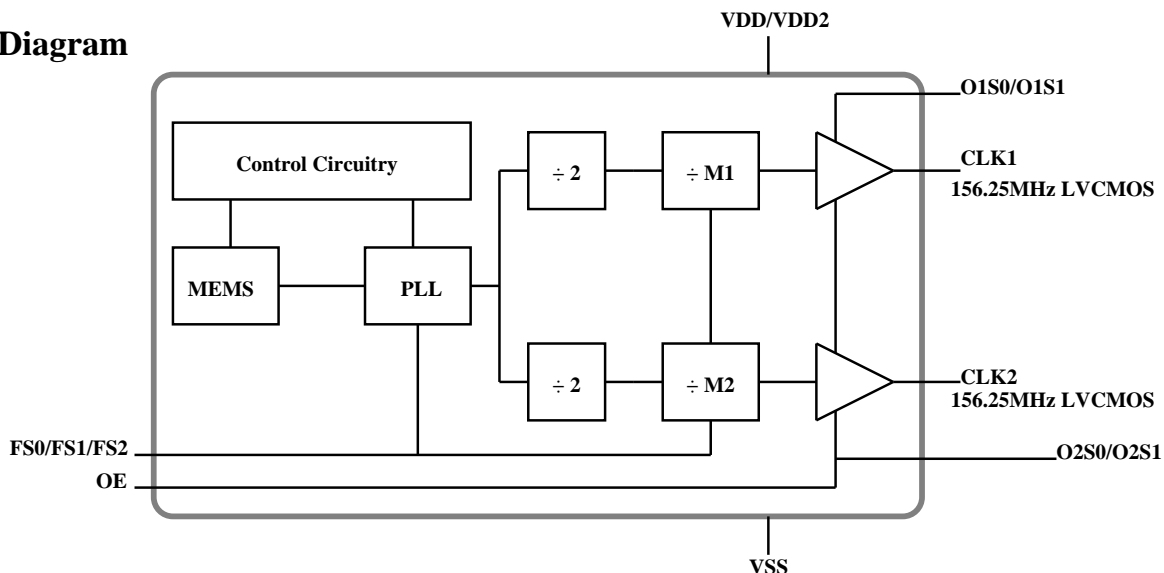 Diagram
VDD/VDD2
O1S0/O1S1
Control Circuitry
÷ 2
÷ M1
CLK1
156.25MHz LVCMOS
MEMS
PLL
÷ 2
÷ M2
CLK2
156.25MHz LVCMOS
FS0/FS1/FS2
O2S0/O2S1
OE
VSS